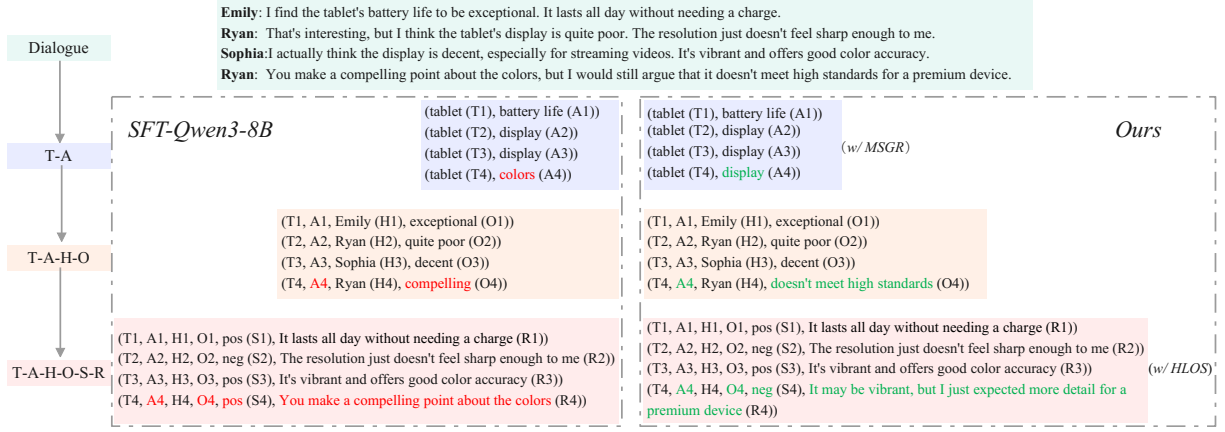 Emily: I find the tablet's battery life to be exceptional. It lasts all day without needing a charge.
Ryan: That's interesting, but I think the tablet's display is quite poor. The resolution just doesn't feel sharp enough to me.
Sophia:I actually think the display is decent, especially for streaming videos. It's vibrant and offers good color accuracy.
Ryan: You make a compelling point about the colors, but I would still argue that it doesn't meet high standards for a premium device.
Dialogue
T-A
T-A-H-O
T-A-H-O-S-R
SFT-Qwen3-8B
(tablet (T1), battery life (A1))
(tablet (T2), display (A2))
(tablet (T3), display (A3))
(tablet (T4), colors (A4))
(T1, A1, Emily (H1), exceptional (O1))
(T2, A2, Ryan (H2), quite poor (O2))
(T3, A3, Sophia (H3), decent (O3))
(T4, A4, Ryan (H4), compelling (O4))
(T1, A1, H1, O1, pos (S1), It lasts all day without needing a charge (R1))
(T2, A2, H2, O2, neg (S2), The resolution just doesn't feel sharp enough to me (R2))
(T3, A3, H3, O3, pos (S3), It's vibrant and offers good color accuracy (R3))
(T4, A4, H4, O4, pos (S4), You make a compelling point about the colors (R4))
Ours
(tablet (T1), battery life (A1))
(tablet (T2), display (A2))
(tablet (T3), display (A3))
(tablet (T4), display (A4))
(w/ MSGR)
(T1, A1, Emily (H1), exceptional (O1))
(T2, A2, Ryan (H2), quite poor (O2))
(T3, A3, Sophia (H3), decent (O3))
(T4, A4, Ryan (H4), doesn't meet high standards (O4))
(T1, A1, H1, O1, pos (S1), It lasts all day without needing a charge (R1))
(T2, A2, H2, O2, neg (S2), The resolution just doesn't feel sharp enough to me (R2))
(T3, A3, H3, O3, pos (S3), It's vibrant and offers good color accuracy (R3))
(T4, A4, H4, O4, neg (S4), It may be vibrant, but I just expected more detail for a
premium device (R4))
(w/ HLOS)